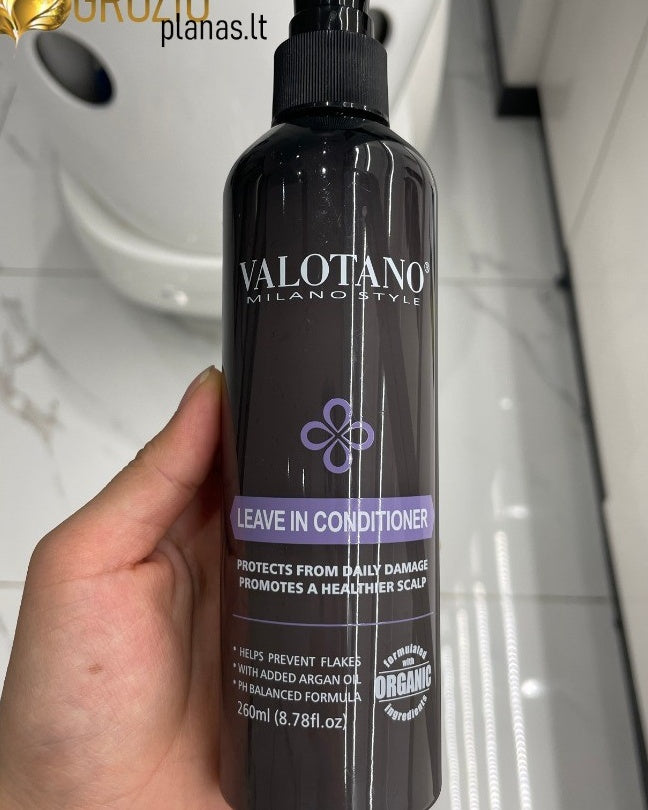 GROŽIO
planas.lt
VALOTANO®
MILANO STYLE
LEAVE IN CONDITIONER
PROTECTS FROM DAILY DAMAGE
PROMOTES A HEALTHIER SCALP
* HELPS PREVENT FLAKES
* WITH ADDED ARGAN OIL
* PH BALANCED FORMULA
260ml (8.78fl.oz)
formulated
with
ORGANIC
ingredients